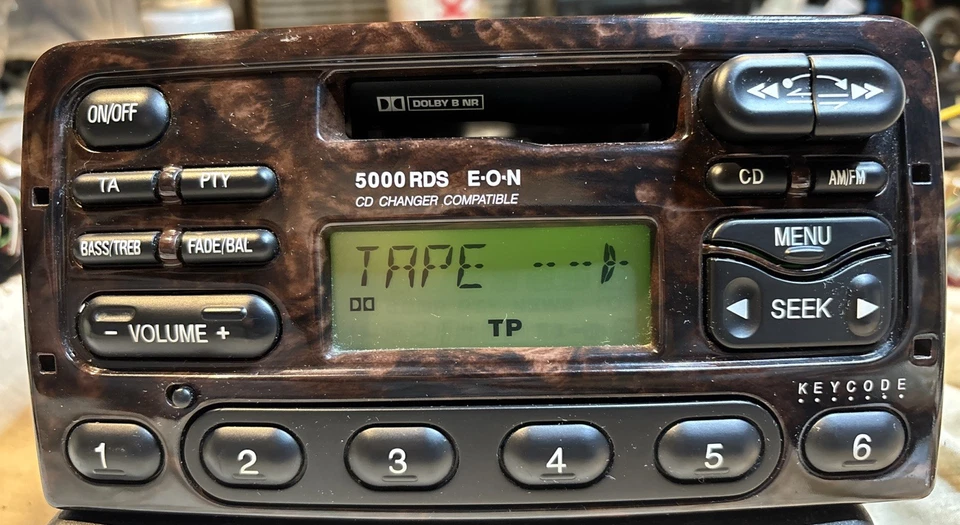 ON/OFF
DOLBY B NR
TA
PTY
5000 RDS E·O·N
CD CHANGER COMPATIBLE
CD
AM/FM
BASS/TREB
FADE/BAL
MENU
TAPE
TP
- VOLUME +
SEEK
KEYCODE
1
2
3
4
5
6